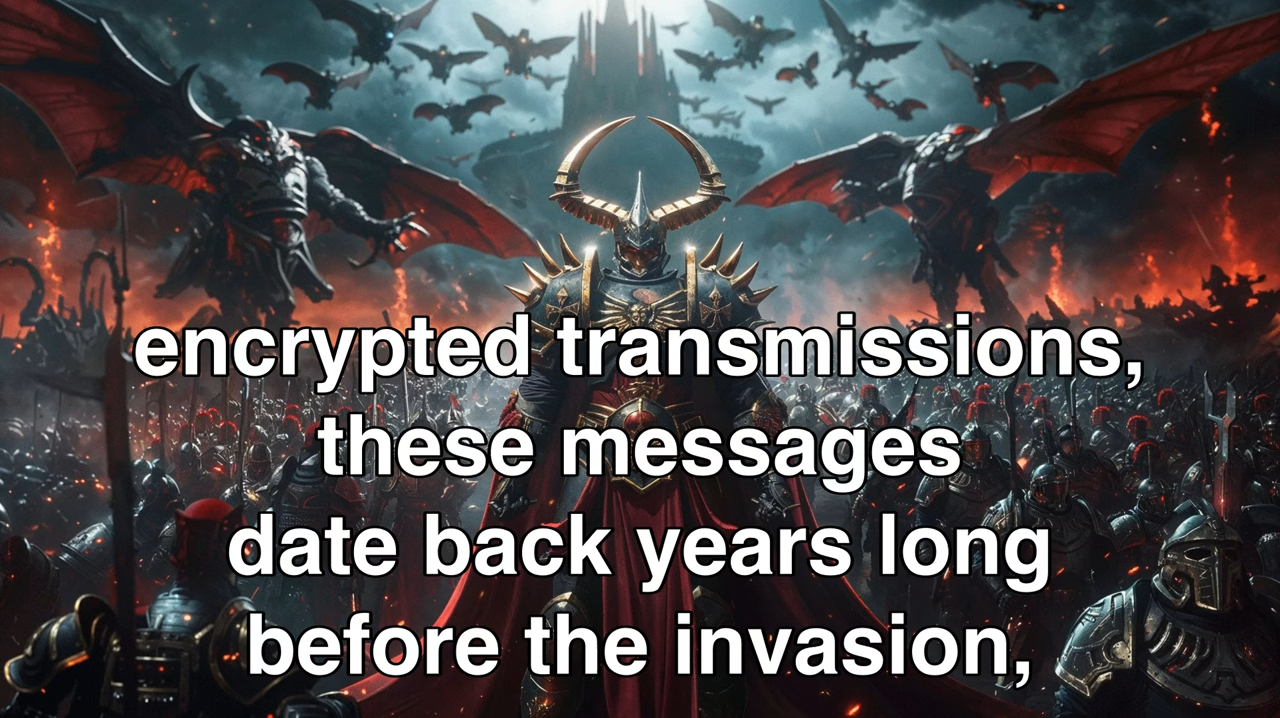 encrypted transmissions,
these messages
date back years long
before the invasion,